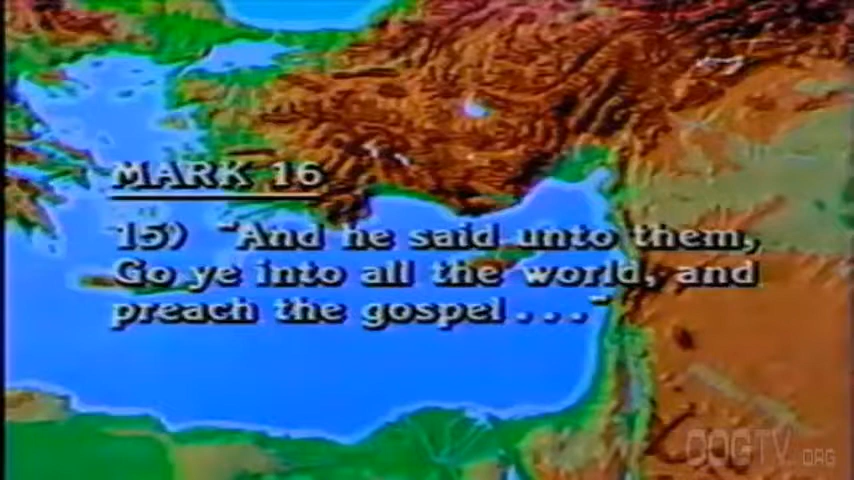 MARK 16
15) "And he said unto them,
Go ye into all the world, and
preach the gospel..."
COGTV.ORG